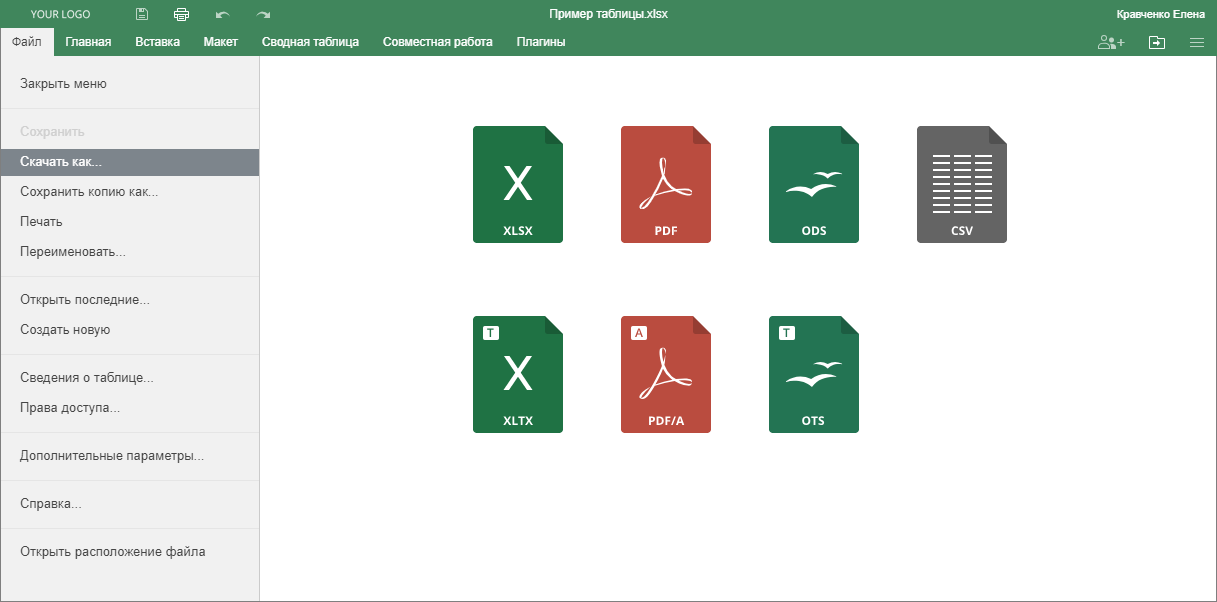 YOUR LOGO
Пример таблицы.xlsx
Кравченко Елена
Файл Главная Вставка Макет Сводная таблица Совместная работа Плагины
Закрыть меню
Сохранить
Скачать как...
Сохранить копию как...
Печать
Переименовать...
Открыть последние...
Создать новую
Сведения о таблице...
Права доступа...
Дополнительные параметры...
Справка...
Открыть расположение файла
X X
XLSX PDF ODS CSV
T A T
XLTX PDF/A OTS